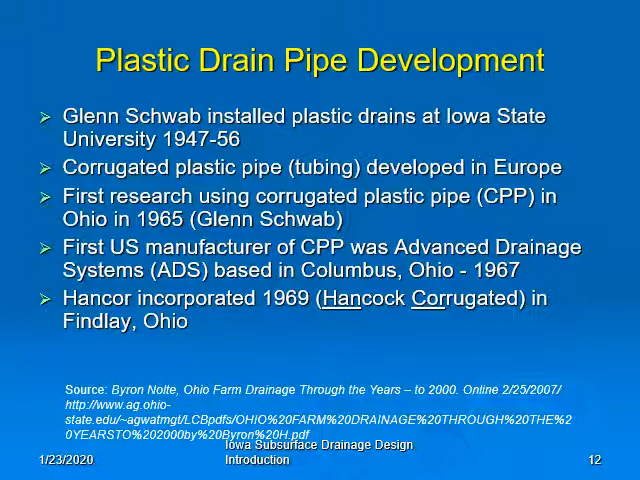 Plastic Drain Pipe Development
Glenn Schwab installed plastic drains at Iowa State
University 1947-56
Corrugated plastic pipe (tubing) developed in Europe
First research using corrugated plastic pipe (CPP) in
Ohio in 1965 (Glenn Schwab)
First US manufacturer of CPP was Advanced Drainage
Systems (ADS) based in Columbus, Ohio - 1967
Hancor incorporated 1969 (Hancock Corrugated) in
Findlay, Ohio
Source: Byron Nolte, Ohio Farm Drainage Through the Years – to 2000. Online 2/25/2007/
http://www.ag.ohio-
state.edu/~agwatmgt/LCBpdfs/OHIO%20FARM%20DRAINAGE%20THROUGH%20THE%2
0YEARSTO%202000by%20Byron%20H.pdf
Iowa Subsurface Drainage Design
1/23/2020 Introduction 12